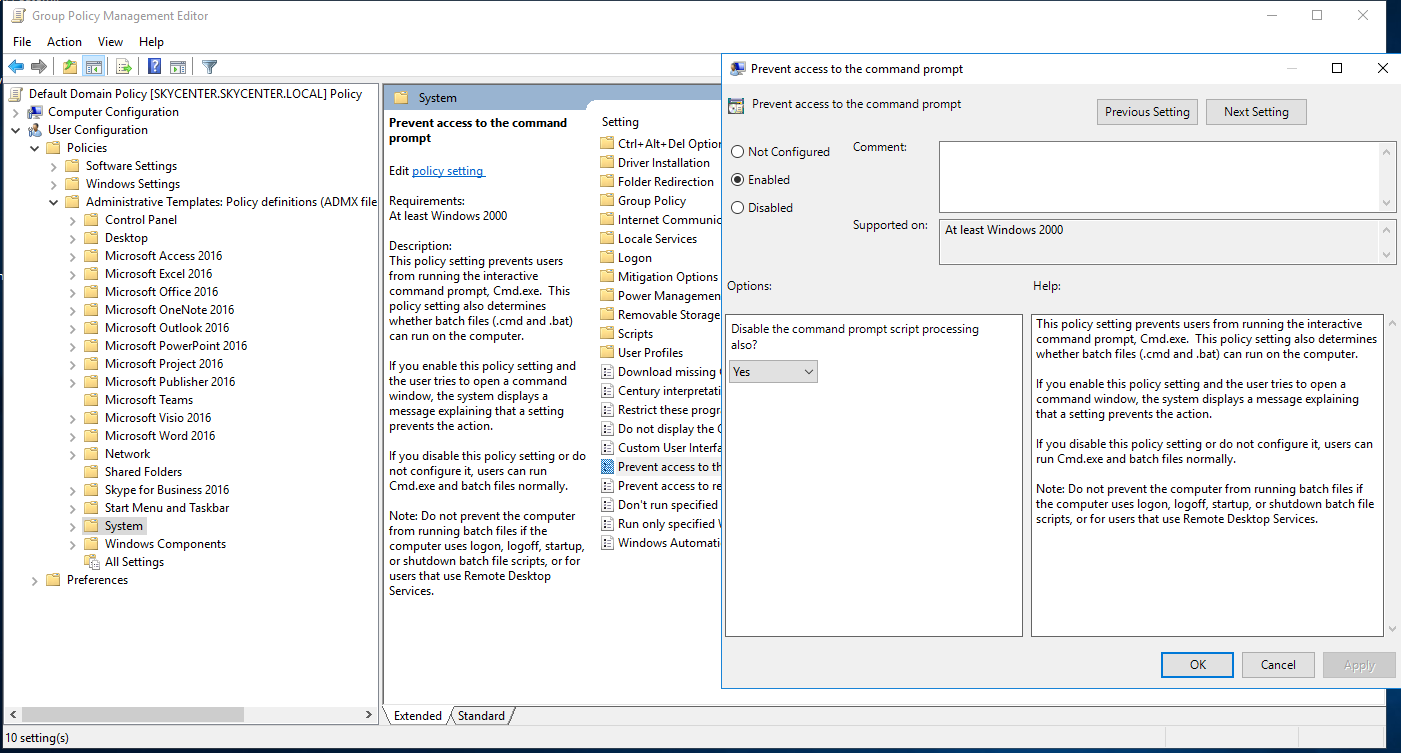 Group Policy Management Editor
File Action View Help
Default Domain Policy [SKYCENTER.SKYCENTER.LOCAL] Policy
Computer Configuration
User Configuration
Policies
Software Settings
Windows Settings
Administrative Templates: Policy definitions (ADMX file
Control Panel
Desktop
Microsoft Access 2016
Microsoft Excel 2016
Microsoft Office 2016
Microsoft OneNote 2016
Microsoft Outlook 2016
Microsoft PowerPoint 2016
Microsoft Project 2016
Microsoft Publisher 2016
Microsoft Teams
Microsoft Visio 2016
Microsoft Word 2016
Network
Shared Folders
Skype for Business 2016
Start Menu and Taskbar
System
Windows Components
All Settings
Preferences
System
Prevent access to the command
prompt
Edit policy setting
Requirements:
At least Windows 2000
Description:
This policy setting prevents users
from running the interactive
command prompt, Cmd.exe. This
policy setting also determines
whether batch files (.cmd and .bat)
can run on the computer.
If you enable this policy setting and
the user tries to open a command
window, the system displays a
message explaining that a setting
prevents the action.
If you disable this policy setting or do
not configure it, users can run
Cmd.exe and batch files normally.
Note: Do not prevent the computer
from running batch files if the
computer uses logon, logoff, startup,
or shutdown batch file scripts, or for
users that use Remote Desktop
Services.
Setting
Ctrl+Alt+Del Option
Driver Installation
Folder Redirection
Group Policy
Internet Communic
Locale Services
Logon
Mitigation Options
Power Managemen
Removable Storage
Scripts
User Profiles
Download missing C
Century interpretati
Restrict these progr
Do not display the G
Custom User Interfa
Prevent access to th
Prevent access to re
Don't run specified
Run only specified W
Windows Automati
Extended Standard
10 setting(s)
Prevent access to the command prompt
Prevent access to the command prompt
Previous Setting Next Setting
Not Configured
Enabled
Disabled
Comment:
Supported on:
At least Windows 2000
Options:
Help:
Disable the command prompt script processing
also?
Yes
This policy setting prevents users from running the interactive
command prompt, Cmd.exe. This policy setting also determines
whether batch files (.cmd and .bat) can run on the computer.
If you enable this policy setting and the user tries to open a
command window, the system displays a message explaining
that a setting prevents the action.
If you disable this policy setting or do not configure it, users can
run Cmd.exe and batch files normally.
Note: Do not prevent the computer from running batch files if
the computer uses logon, logoff, startup, or shutdown batch file
scripts, or for users that use Remote Desktop Services.
OK Cancel Apply